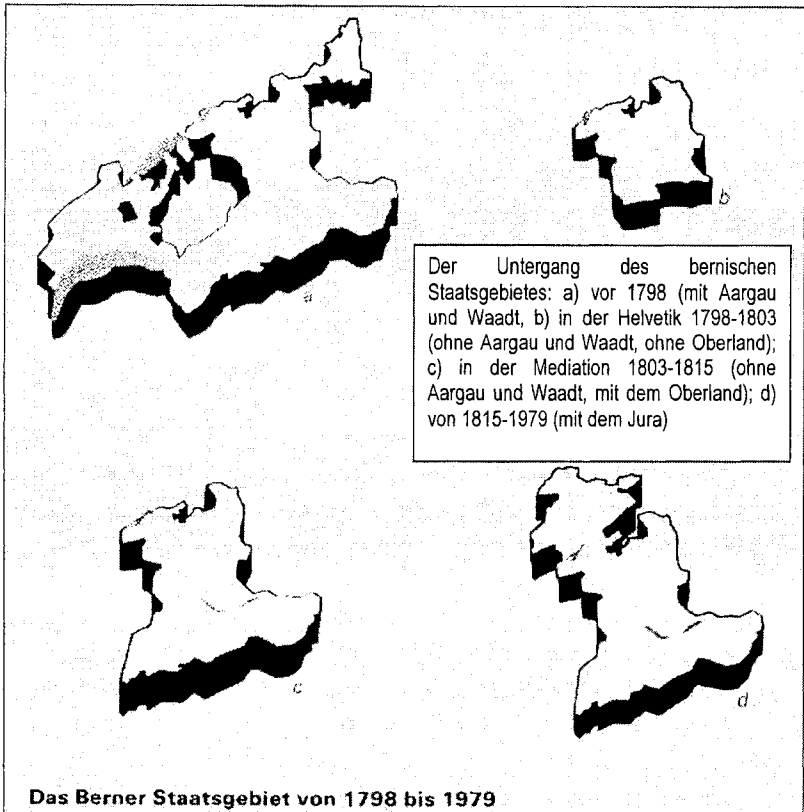 a
b
Der Untergang des bernischen
Staatsgebietes: a) vor 1798 (mit Aargau
und Waadt, b) in der Helvetik 1798-1803
(ohne Aargau und Waadt, ohne Oberland);
c) in der Mediation 1803-1815 (ohne
Aargau und Waadt, mit dem Oberland); d)
von 1815-1979 (mit dem Jura)
c
d
Das Berner Staatsgebiet von 1798 bis 1979